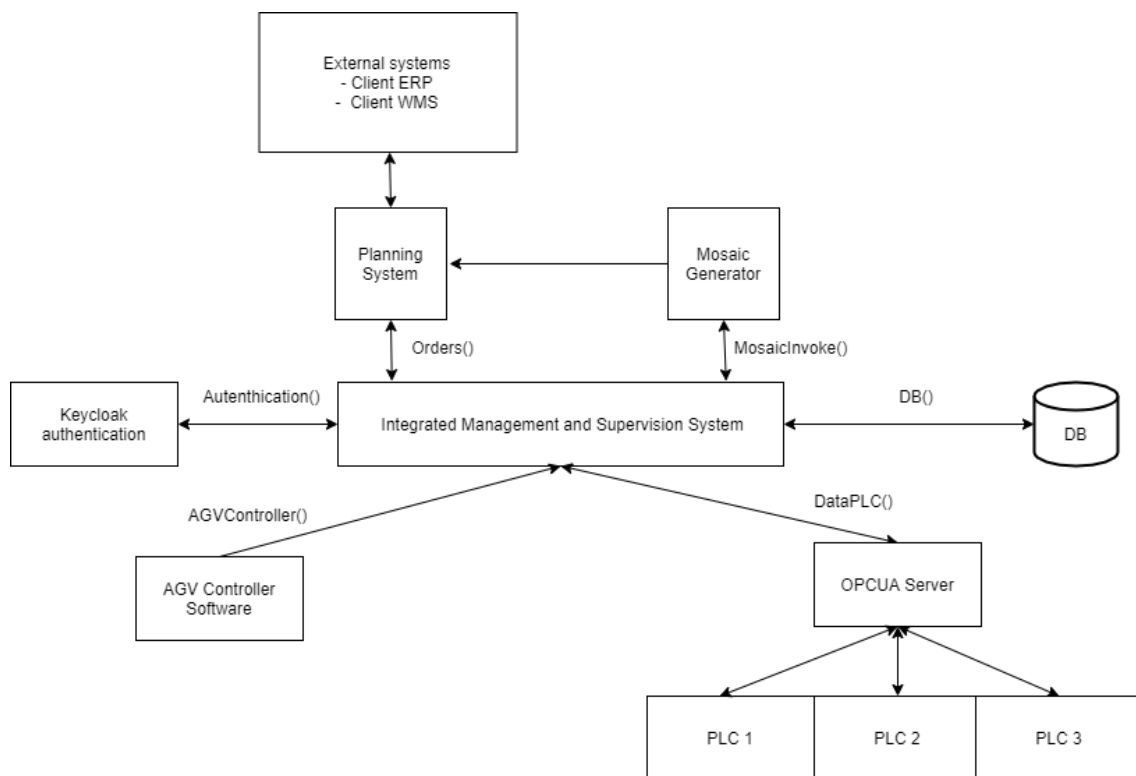 External systems
- Client ERP
- Client WMS
Planning
System
Mosaic
Generator
Orders()
MosaicInvoke()
Keycloak
authentication
Autenthication()
Integrated Management and Supervision System
DB()
DB
AGVController()
DataPLC()
AGV Controller
Software
OPCUA Server
PLC 1
PLC 2
PLC 3